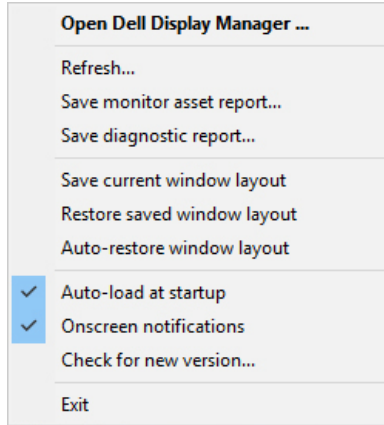 Open Dell Display Manager ...
Refresh...
Save monitor asset report...
Save diagnostic report...
Save current window layout
Restore saved window layout
Auto-restore window layout
Auto-load at startup
Onscreen notifications
Check for new version...
Exit